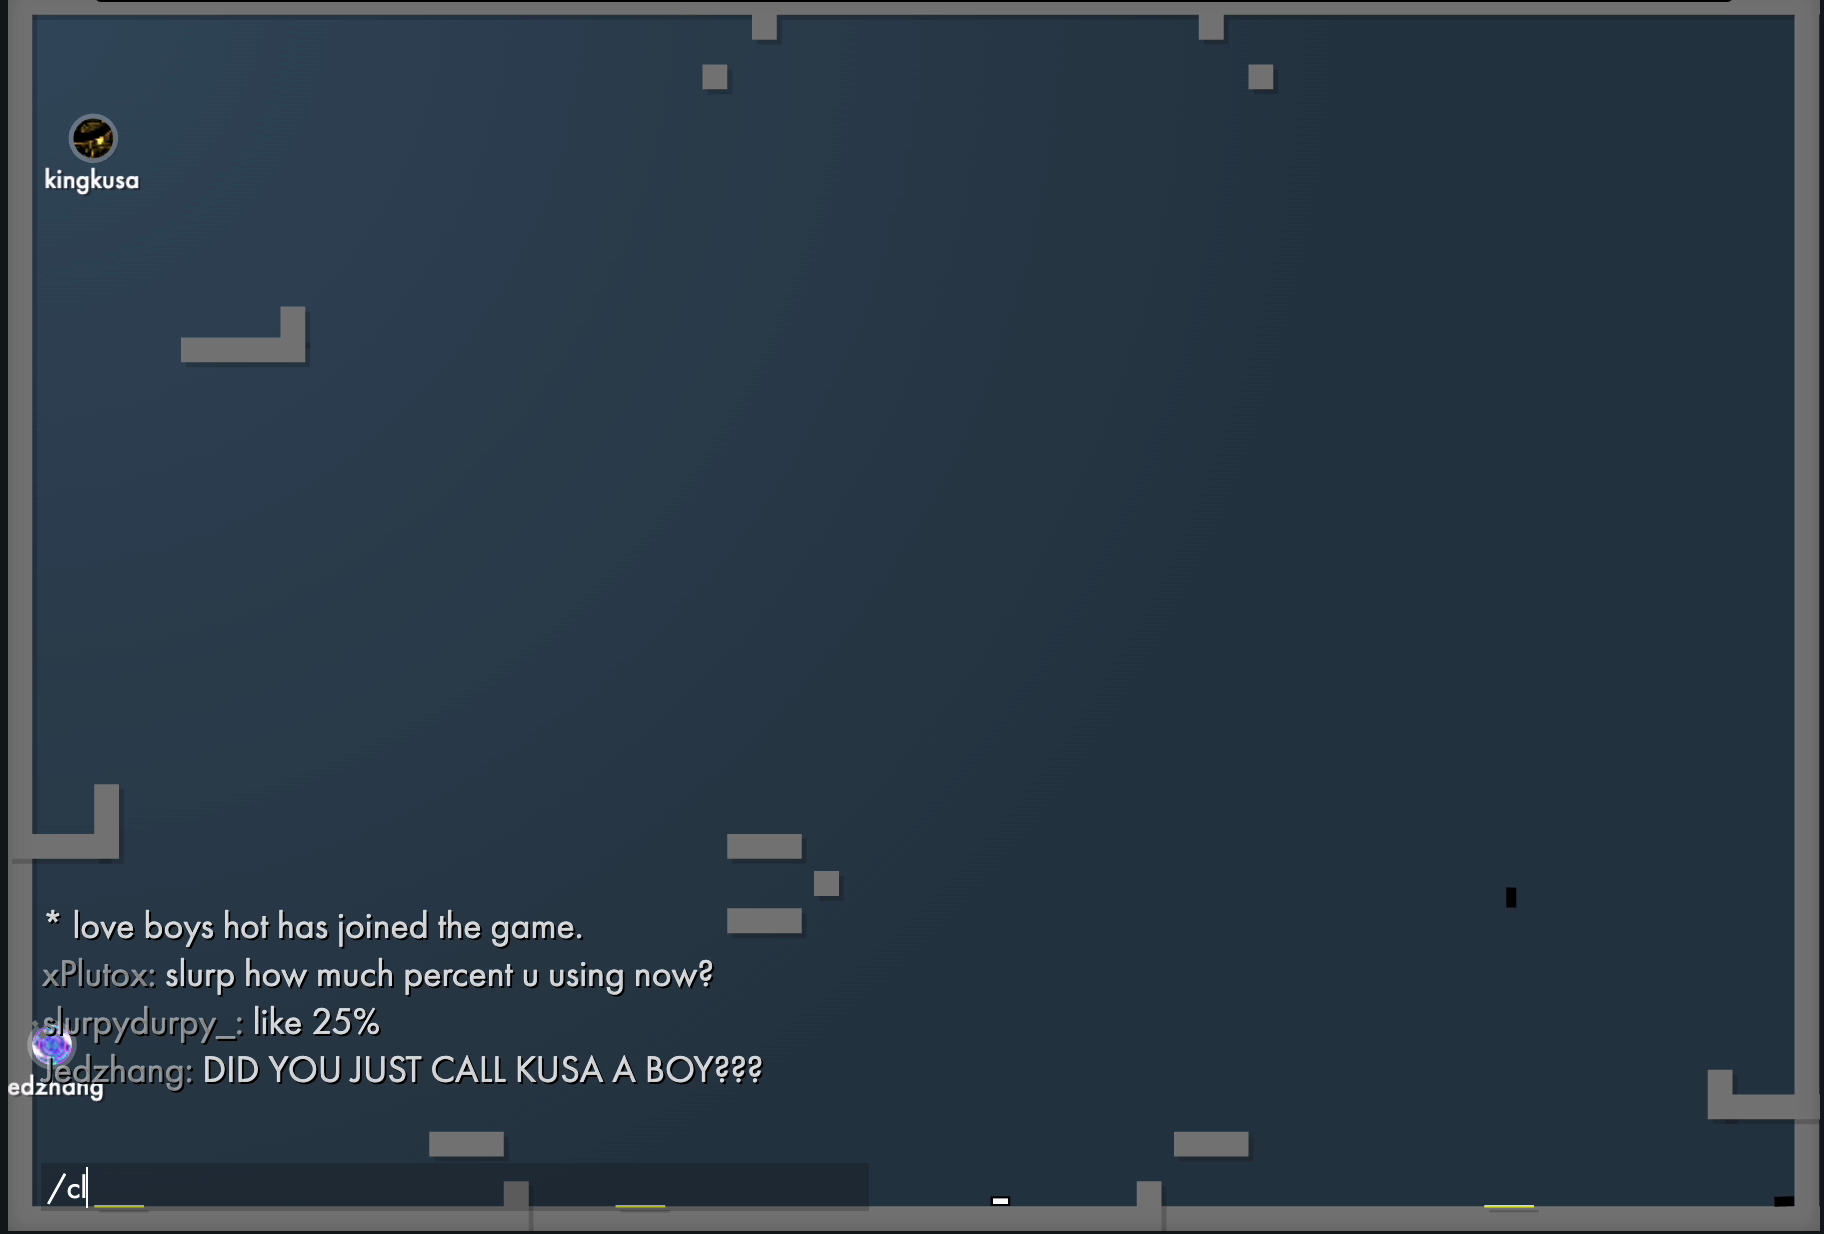 kingkusa
* love boys hot has joined the game.
xPlutox: slurp how much percent u using now?
slurpydurpy_: like 25%
Jedzhang: DID YOU JUST CALL KUSA A BOY???
edzhang
/cl